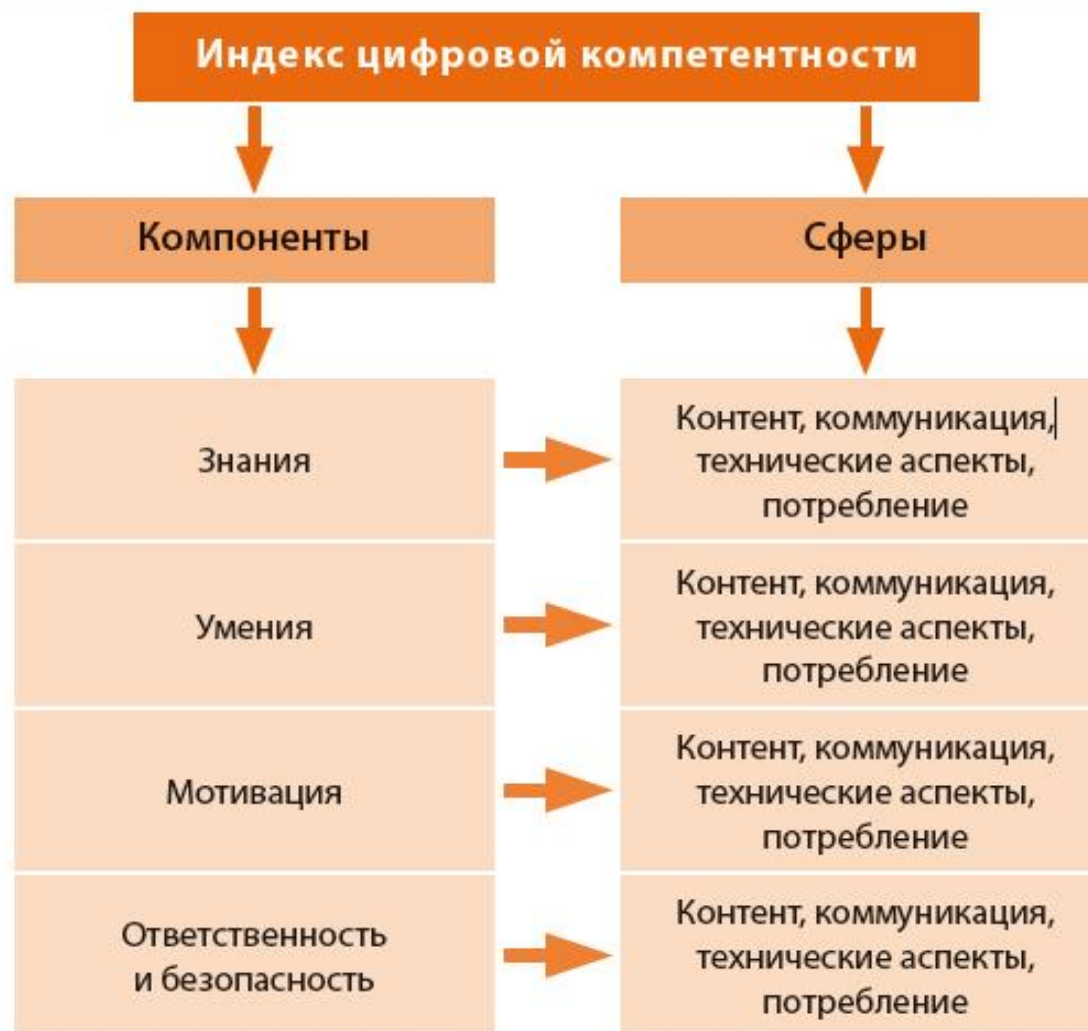 Индекс цифровой компетентности
Компоненты
Сферы
Знания
Контент, коммуникация,
технические аспекты,
потребление
Умения
Контент, коммуникация,
технические аспекты,
потребление
Мотивация
Контент, коммуникация,
технические аспекты,
потребление
Ответственность
и безопасность
Контент, коммуникация,
технические аспекты,
потребление